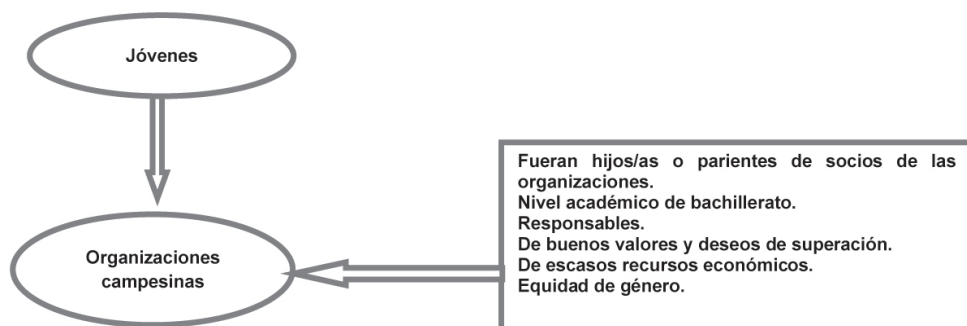 Jóvenes
Organizaciones
campesinas
Fueran hijos/as o parientes de socios de las
organizaciones.
Nivel académico de bachillerato.
Responsables.
De buenos valores y deseos de superación.
De escasos recursos económicos.
Equidad de género.